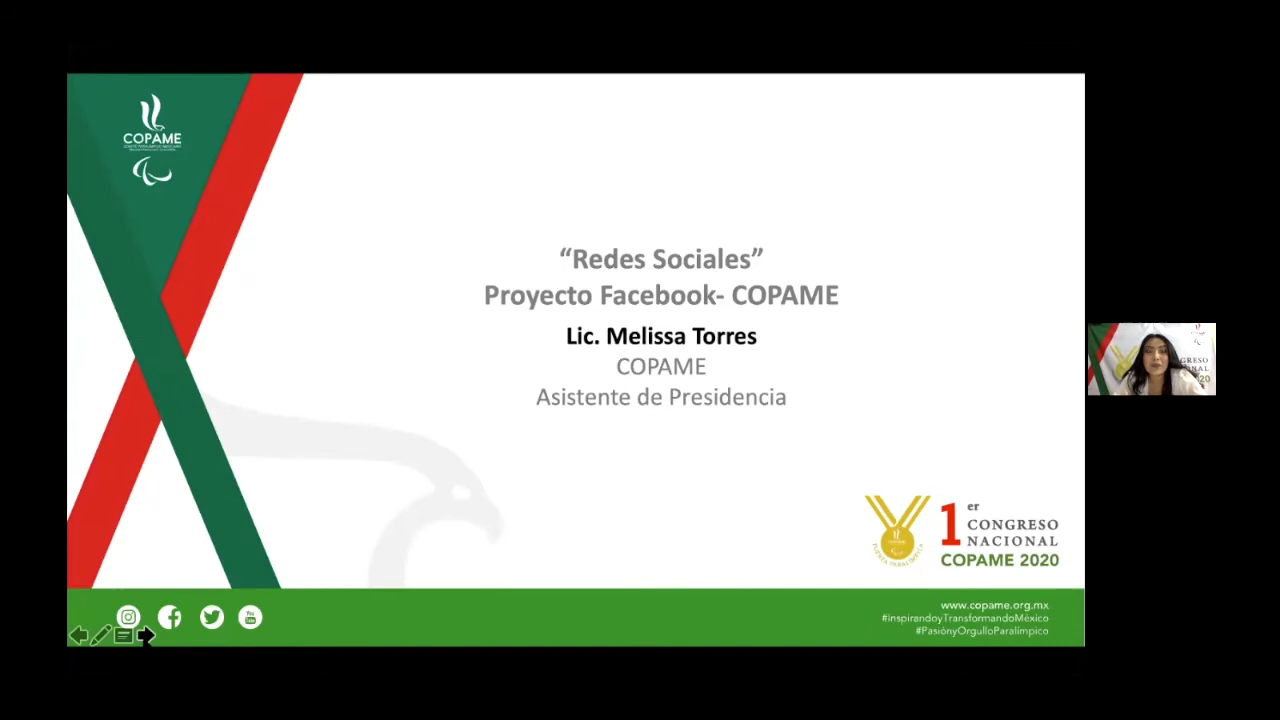 COPAME
“Redes Sociales”
Proyecto Facebook- COPAME
Lic. Melissa Torres
COPAME
Asistente de Presidencia
1er CONGRESO
NACIONAL
COPAME 2020
www.copame.org.mx
#InspirandoyTransformandoMéxico
#PasiónyOrgulloParalímpico